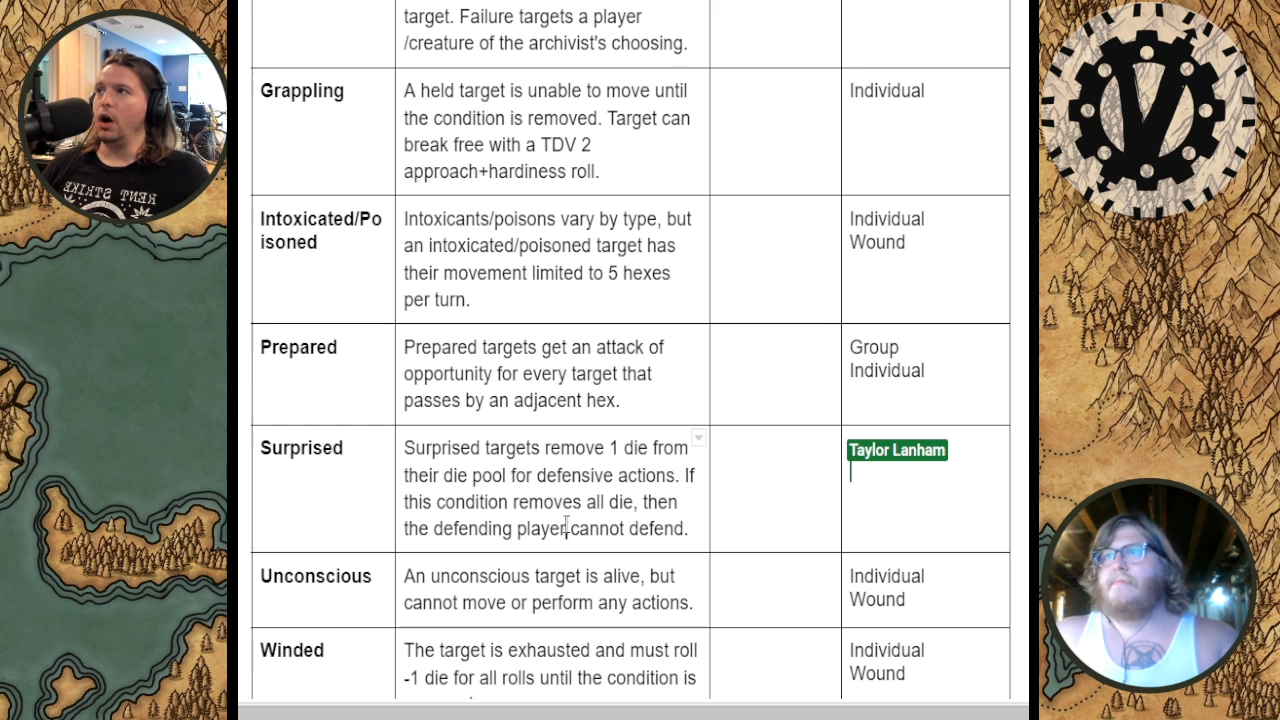 target. Failure targets a player
/creature of the archivist's choosing.
Grappling
A held target is unable to move until
the condition is removed. Target can
break free with a TDV 2
approach+hardiness roll.
Individual
Intoxicated/Po
isoned
Intoxicants/poisons vary by type, but
an intoxicated/poisoned target has
their movement limited to 5 hexes
per turn.
Individual
Wound
Prepared
Prepared targets get an attack of
opportunity for every target that
passes by an adjacent hex.
Group
Individual
Surprised
Surprised targets remove 1 die from
their die pool for defensive actions. If
this condition removes all die, then
the defending player cannot defend.
Taylor Lanham
Unconscious
An unconscious target is alive, but
cannot move or perform any actions.
Individual
Wound
Winded
The target is exhausted and must roll
-1 die for all rolls until the condition is
Individual
Wound
RENT STRIKE
V